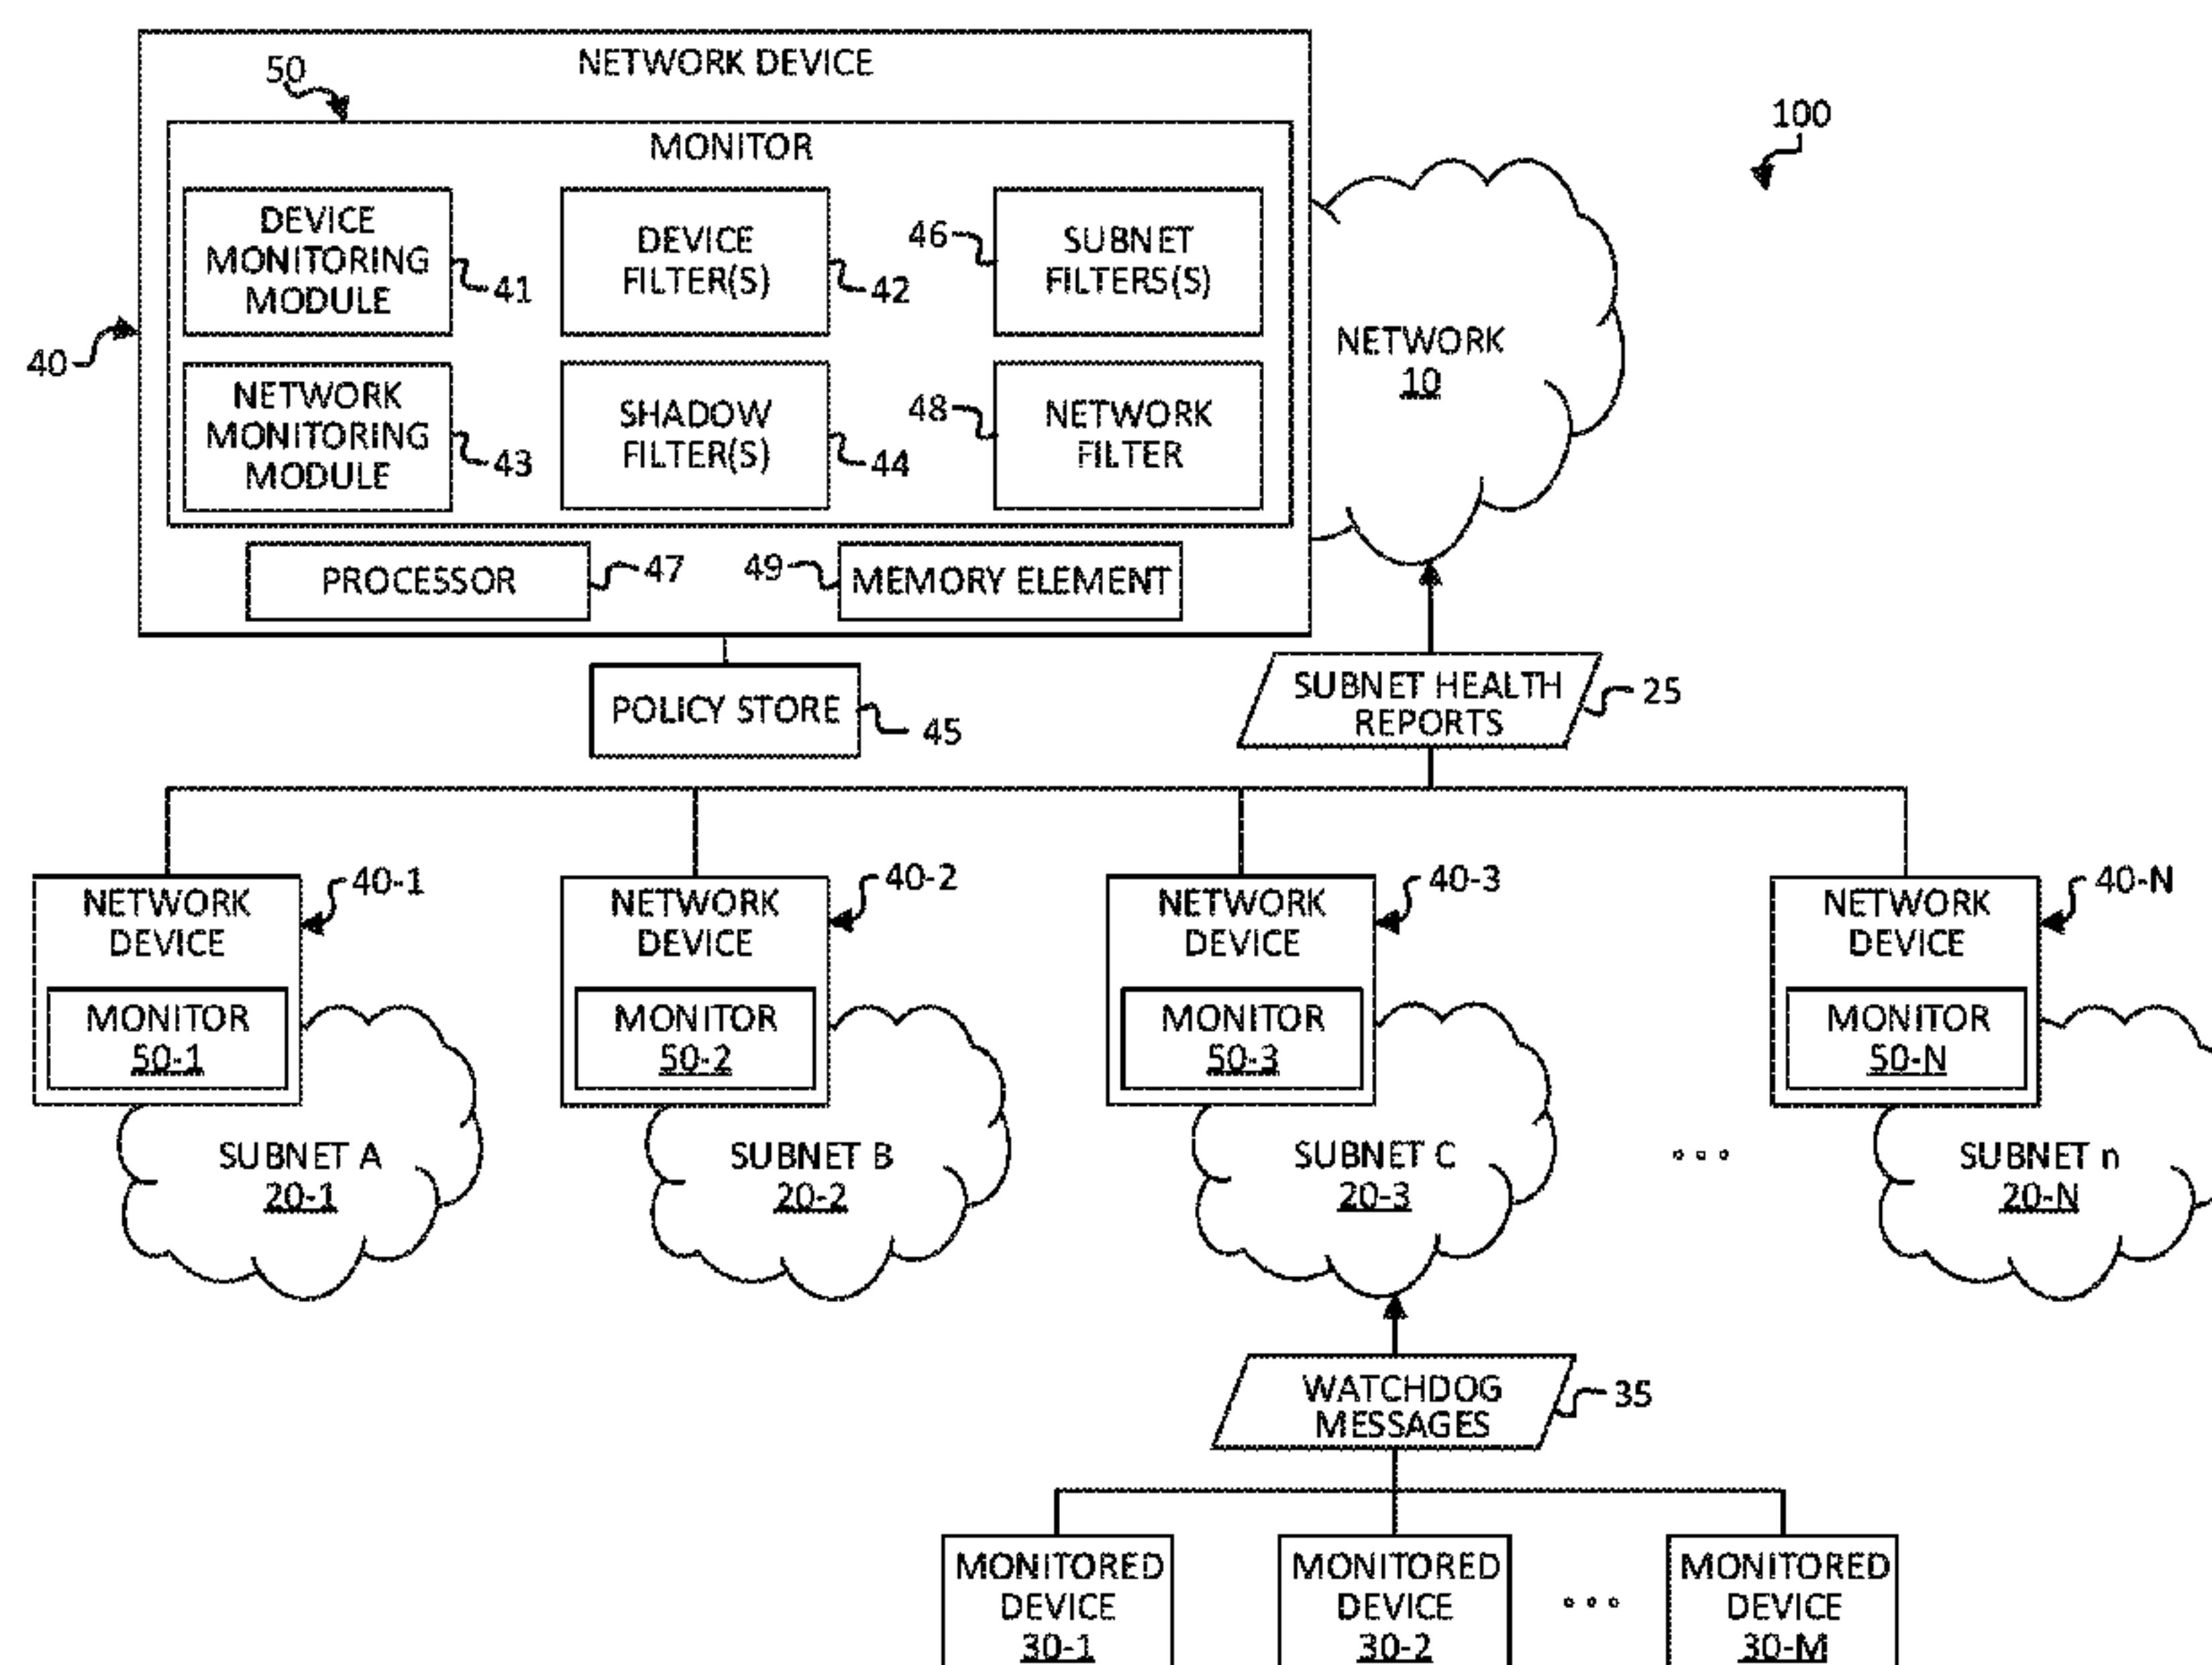 NETWORK DEVICE
50
100
MONITOR
DEVICE
MONITORING
MODULE
41
DEVICE
FILTER(S)
42
46
SUBNET
FILTERS(S)
40
NETWORK
10
NETWORK
MONITORING
MODULE
43
SHADOW
FILTER(S)
44
48
NETWORK
FILTER
PROCESSOR
47
49
MEMORY ELEMENT
POLICY STORE
45
SUBNET HEALTH
REPORTS
25
NETWORK
DEVICE
40-1
MONITOR
50-1
SUBNET A
20-1
NETWORK
DEVICE
40-2
MONITOR
50-2
SUBNET B
20-2
NETWORK
DEVICE
40-3
MONITOR
50-3
SUBNET C
20-3
° ° °
NETWORK
DEVICE
40-N
MONITOR
50-N
SUBNET n
20-N
WATCHDOG
MESSAGES
35
MONITORED
DEVICE
30-1
MONITORED
DEVICE
30-2
° ° °
MONITORED
DEVICE
30-M